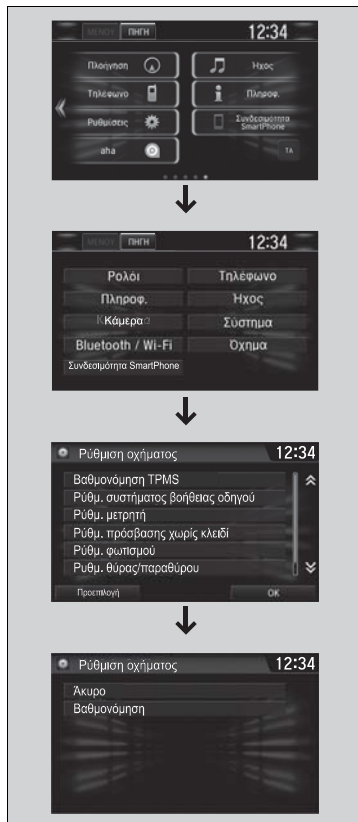 ΜΕΝΟΥ ΠΗΓΗ 12:34
Πλοήγηση Ήχος
Τηλέφωνο Πληροφ.
Ρυθμίσεις Συνδεσιμότητα SmartPhone
aha TA
ΜΕΝΟΥ ΠΗΓΗ 12:34
Ρολόι Τηλέφωνο
Πληροφ. Ήχος
Κάμερα Σύστημα
Bluetooth / Wi-Fi Όχημα
Συνδεσιμότητα SmartPhone
Ρύθμιση οχήματος 12:34
Βαθμονόμηση TPMS
Ρύθμ. συστήματος βοήθειας οδηγού
Ρύθμ. μετρητή
Ρύθμ. πρόσβασης χωρίς κλειδί
Ρύθμ. φωτισμού
Ρυθμ. θύρας/παραθύρου
Προεπιλογή OK
Ρύθμιση οχήματος 12:34
Άκυρο
Βαθμονόμηση